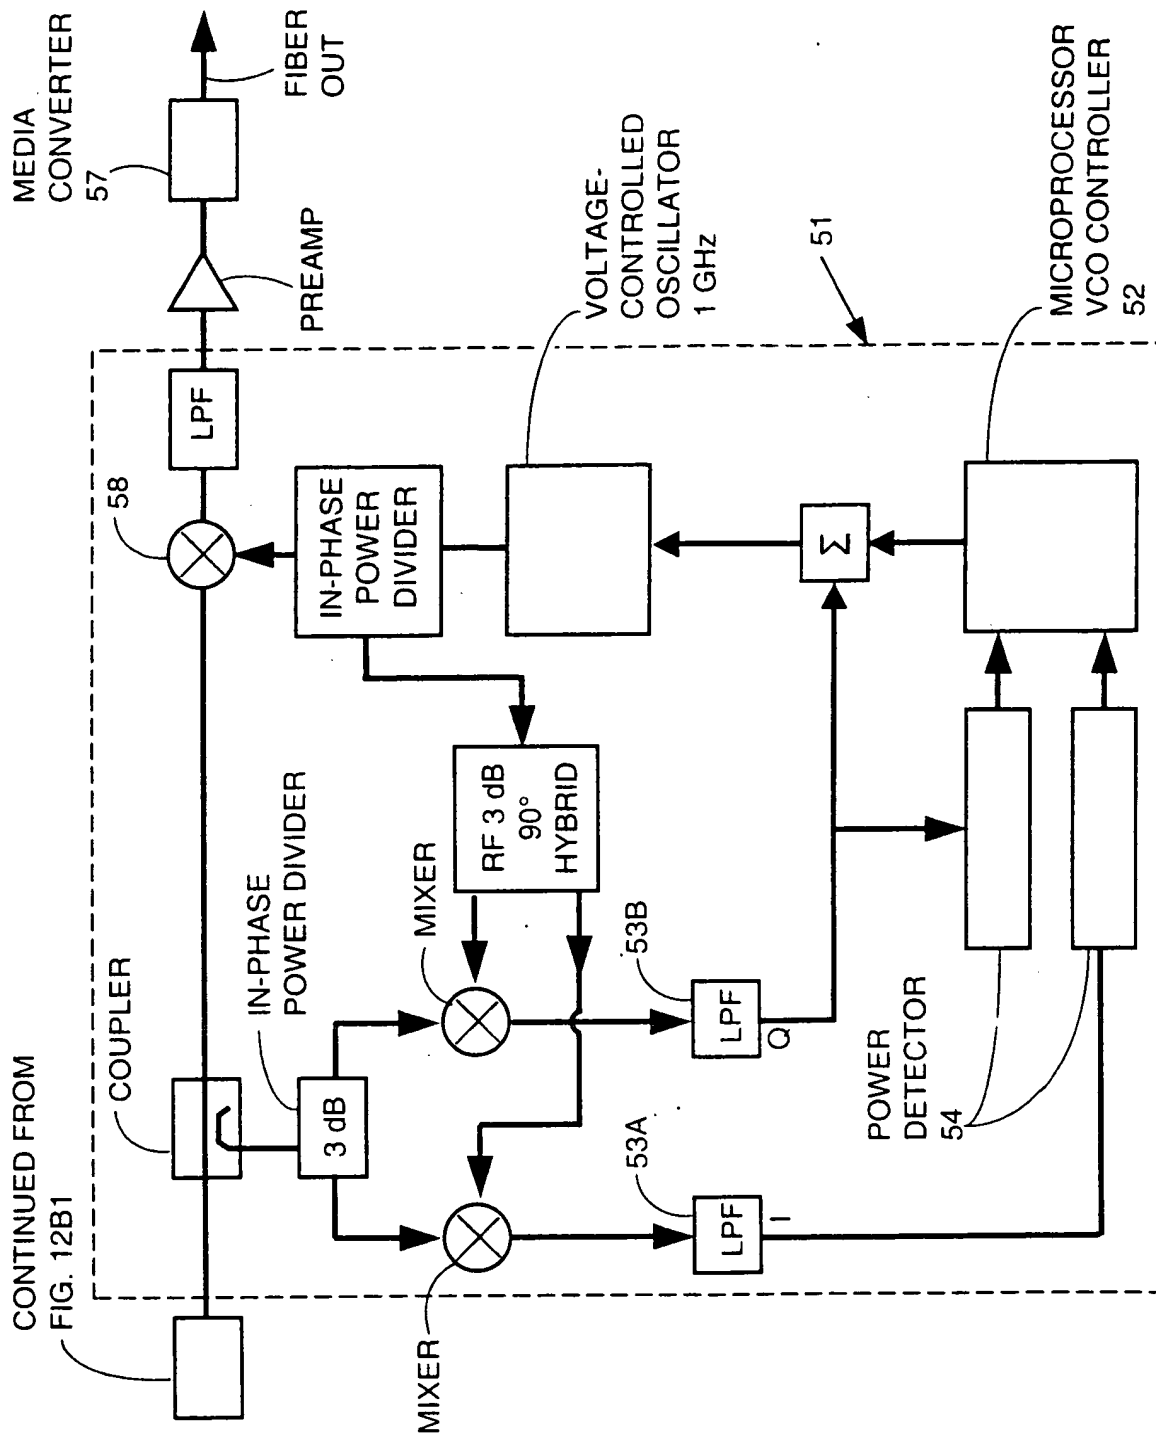 CONTINUED FROM
FIG. 12B1
COUPLER
IN-PHASE
POWER DIVIDER
3 dB
MIXER
MIXER
RF 3 dB
90°
HYBRID
IN-PHASE
POWER
DIVIDER
58
LPF
PREAMP
MEDIA
CONVERTER
57
FIBER
OUT
VOLTAGE-
CONTROLLED
OSCILLATOR
1 GHz
51
53A
LPF
I
53B
LPF
Q
Σ
POWER
DETECTOR
54
MICROPROCESSOR
VCO CONTROLLER
52